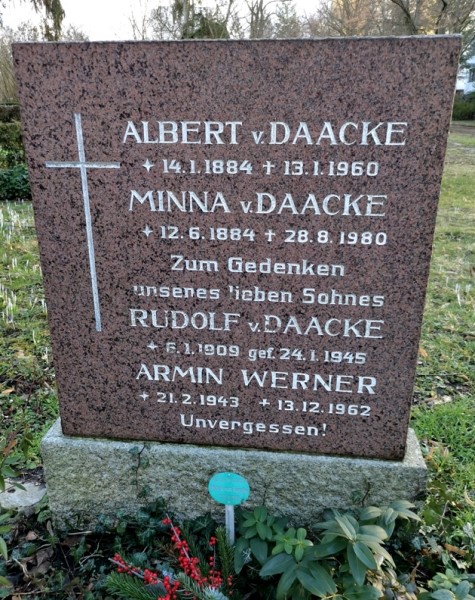 ALBERT v. DAACKE
✦ 14.1.1884 ✝ 13.1.1960
MINNA v. DAACKE
✦ 12.6.1884 ✝ 28.8.1980
Zum Gedenken
unseres lieben Sohnes
RUDOLF v. DAACKE
✦ 6.1.1909 gef. 24.1.1945
ARMIN WERNER
✦ 21.2.1943 ✦ 13.12.1962
Unvergessen!